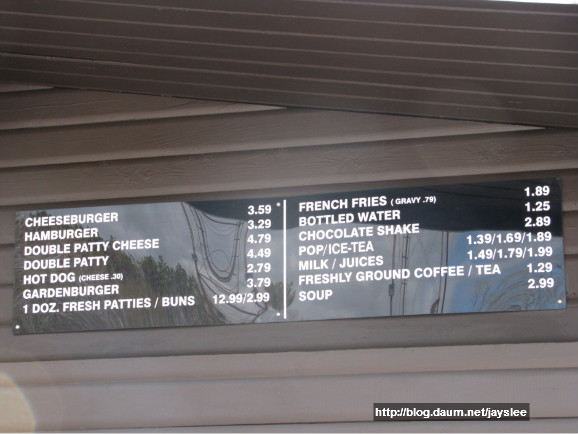 CHEESEBURGER 3.59
HAMBURGER 3.29
DOUBLE PATTY CHEESE 4.79
DOUBLE PATTY 4.49
HOT DOG (CHEESE .30) 2.79
GARDENBURGER 3.79
1 DOZ. FRESH PATTIES / BUNS 12.99/2.99
FRENCH FRIES ( GRAVY .79) 1.89
BOTTLED WATER 1.25
CHOCOLATE SHAKE 2.89
POP/ICE-TEA 1.39/1.69/1.89
MILK / JUICES 1.49/1.79/1.99
FRESHLY GROUND COFFEE / TEA 1.29
SOUP 2.99
http://blog.daum.net/jayslee